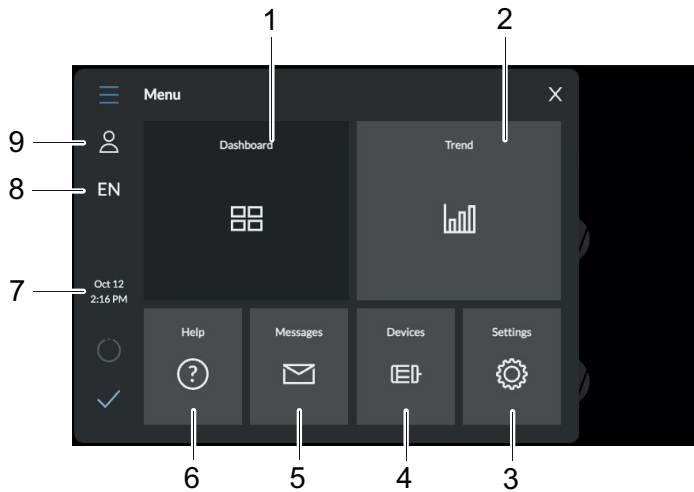 1
2
Menu
X
9
Dashboard
Trend
8
EN
7
Oct 12
2:16 PM
Help
Messages
Devices
Settings
?
6
5
4
3